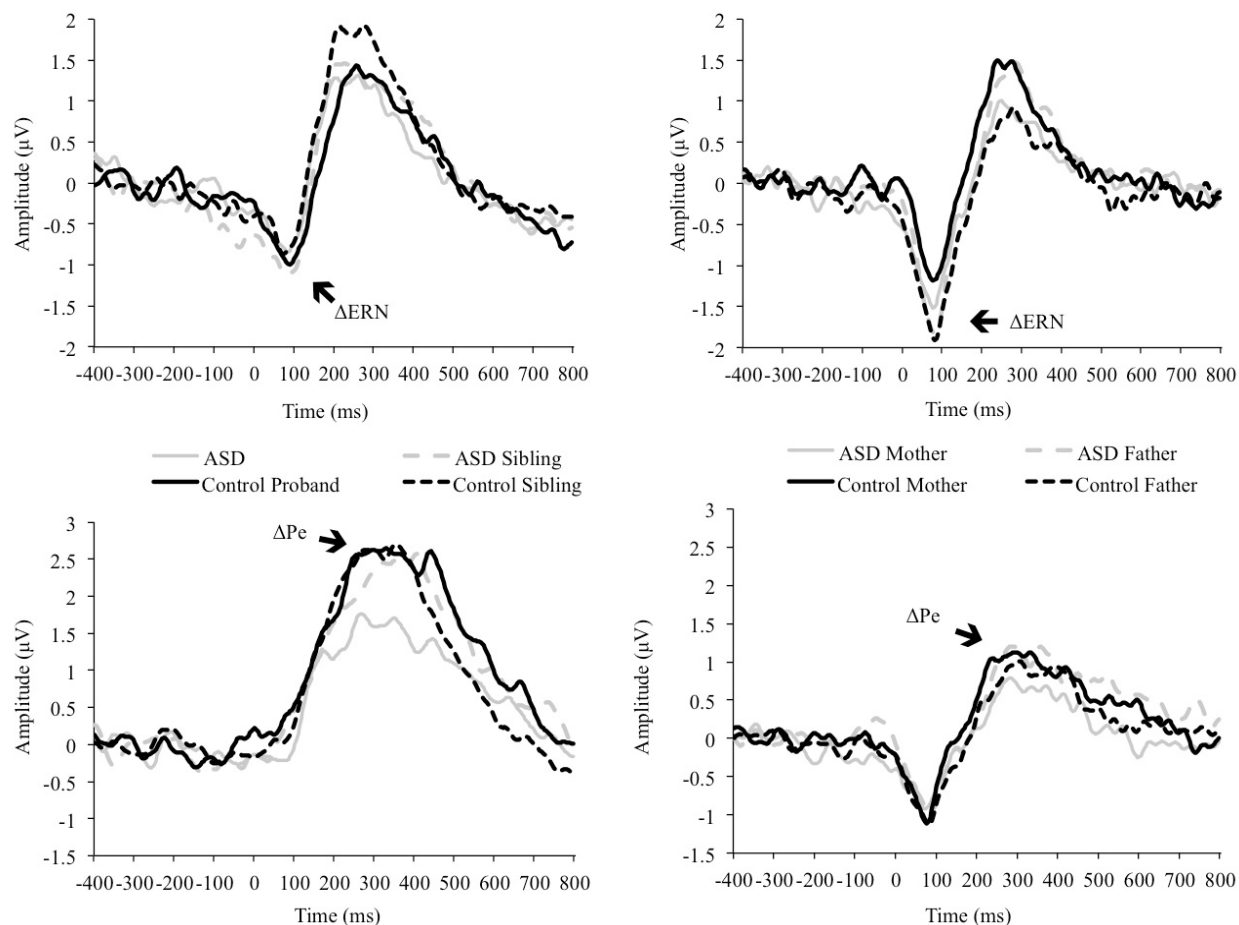 2
1.5
1
0.5
0
-0.5
-1
-1.5
-2
Amplitude (µV)
-400 -300 -200 -100 0 100 200 300 400 500 600 700 800
Time (ms)
ΔERN
2
1.5
1
0.5
0
-0.5
-1
-1.5
-2
Amplitude (µV)
-400 -300 -200 -100 0 100 200 300 400 500 600 700 800
Time (ms)
ΔERN
ASD ASD Sibling
Control Proband Control Sibling
ASD Mother ASD Father
Control Mother Control Father
3
2.5
2
1.5
1
0.5
0
-0.5
-1
-1.5
Amplitude (µV)
-400 -300 -200 -100 0 100 200 300 400 500 600 700 800
Time (ms)
ΔPe
3
2.5
2
1.5
1
0.5
0
-0.5
-1
-1.5
Amplitude (µV)
-400 -300 -200 -100 0 100 200 300 400 500 600 700 800
Time (ms)
ΔPe